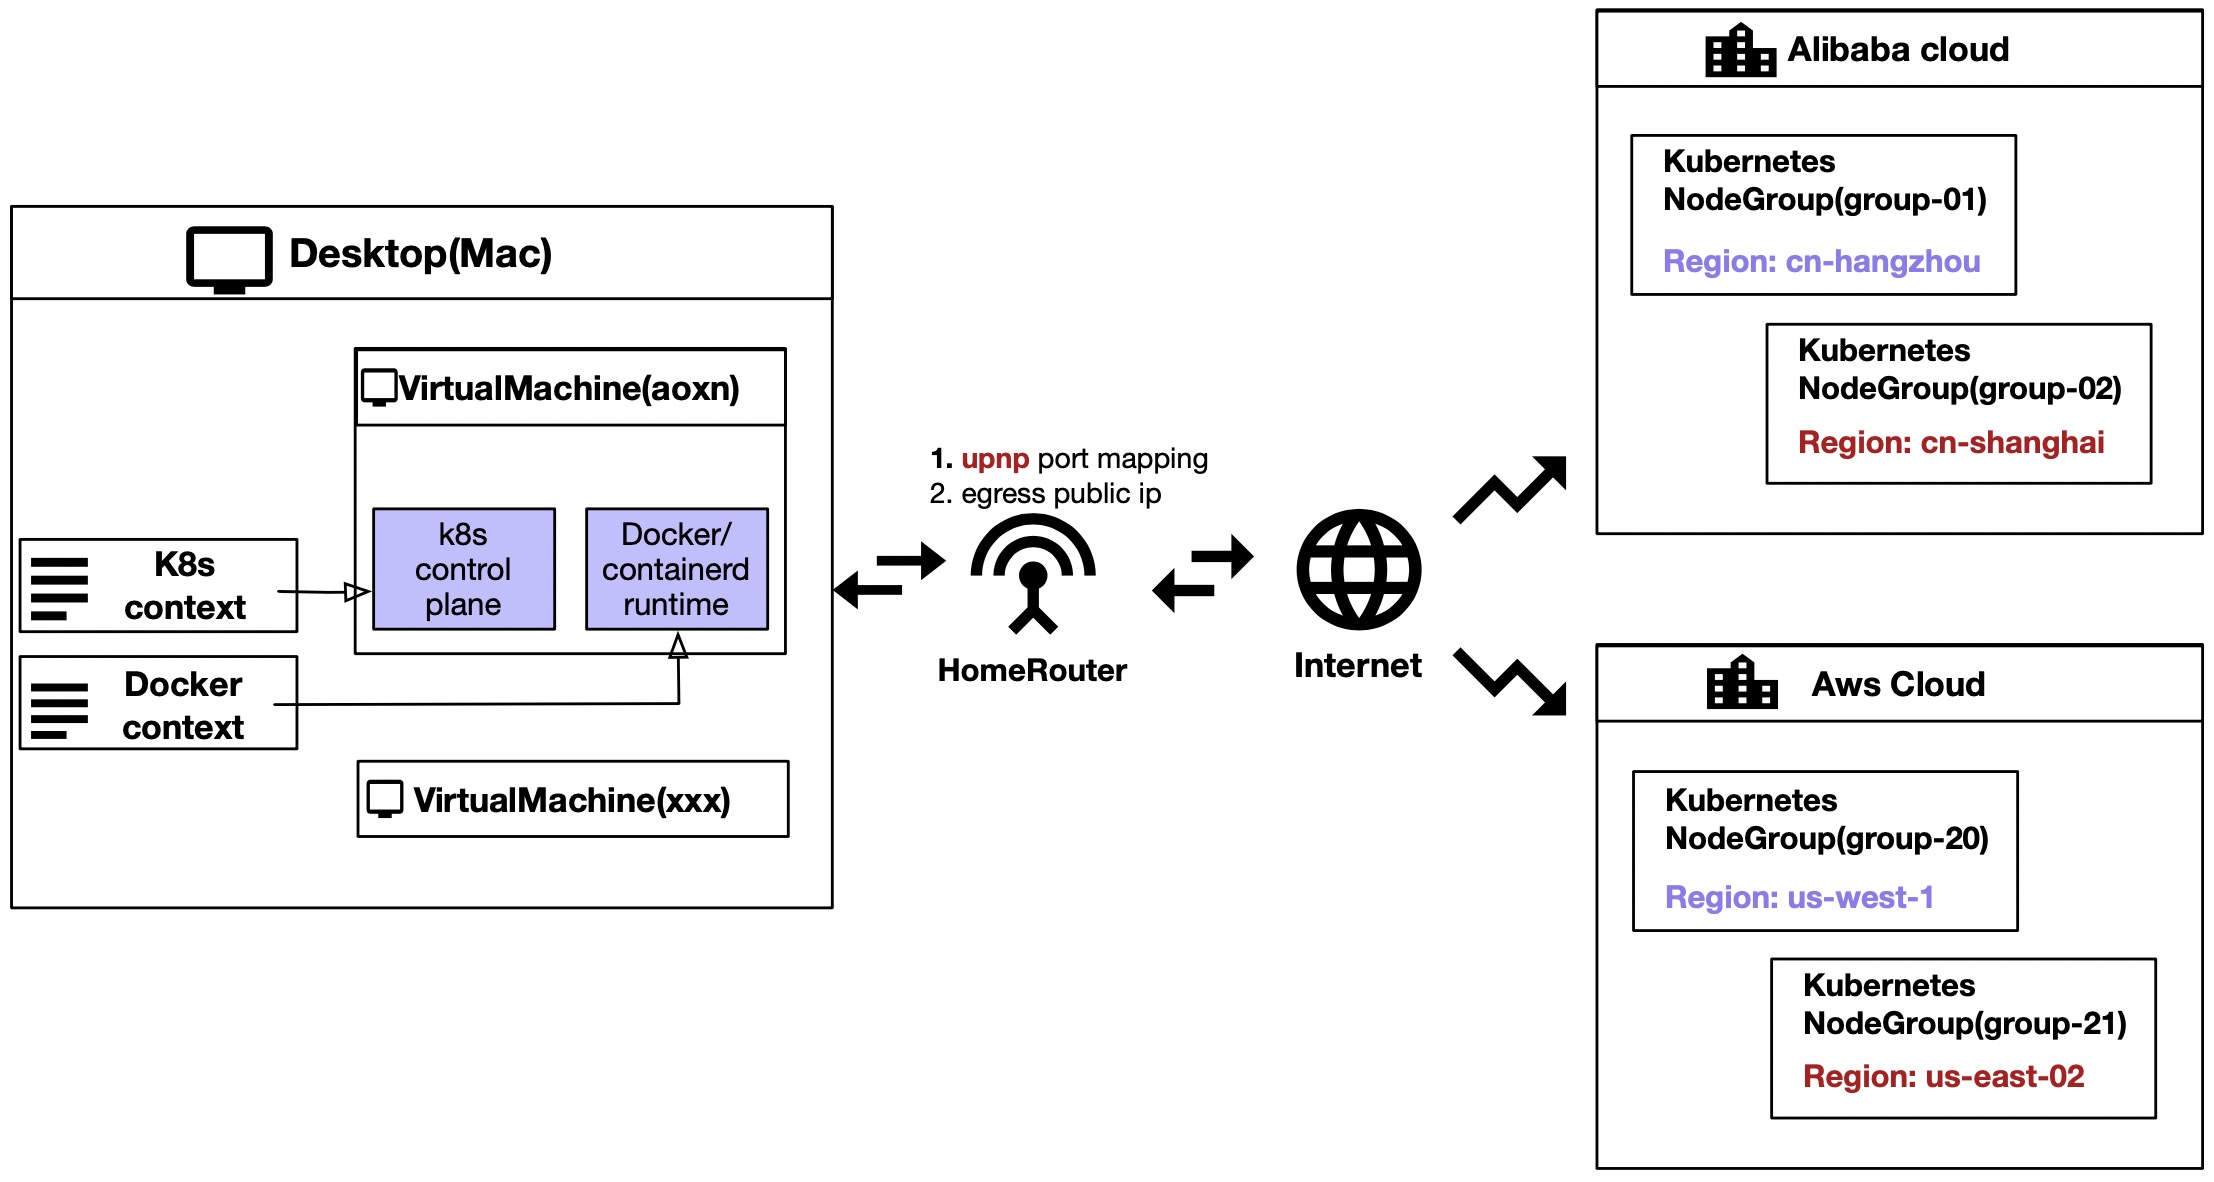 Desktop(Mac)
VirtualMachine(aoxn)
k8s
control
plane
Docker/
containerd
runtime
K8s
context
Docker
context
VirtualMachine(xxx)
1. upnp port mapping
2. egress public ip
HomeRouter
Internet
Alibaba cloud
Kubernetes
NodeGroup(group-01)
Region: cn-hangzhou
Kubernetes
NodeGroup(group-02)
Region: cn-shanghai
Aws Cloud
Kubernetes
NodeGroup(group-20)
Region: us-west-1
Kubernetes
NodeGroup(group-21)
Region: us-east-02